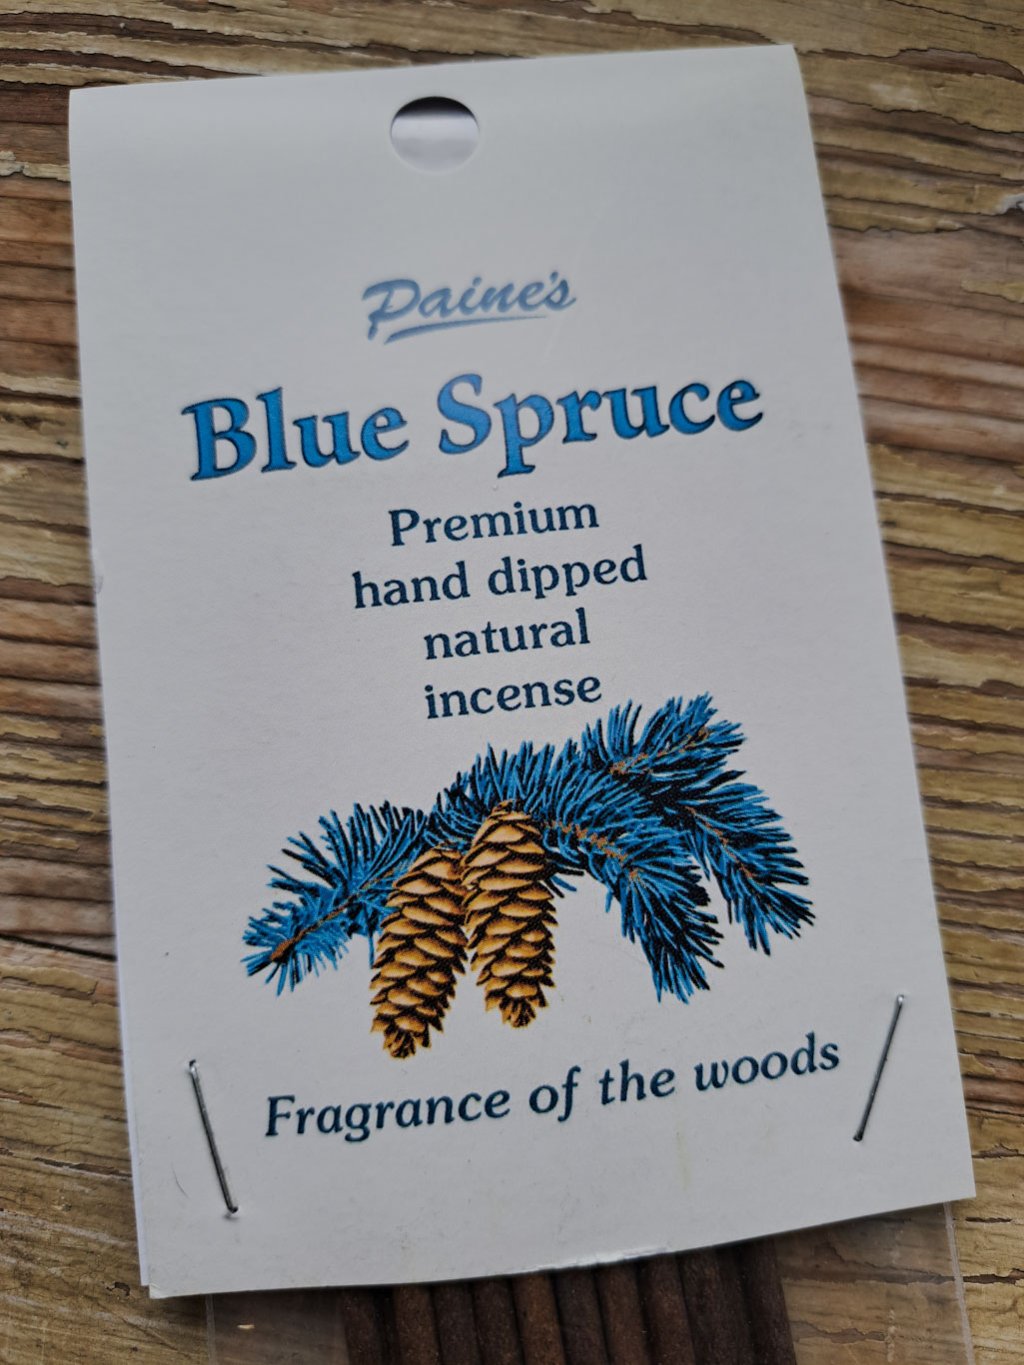 Paine's
Blue Spruce
Premium
hand dipped
natural
incense
Fragrance of the woods